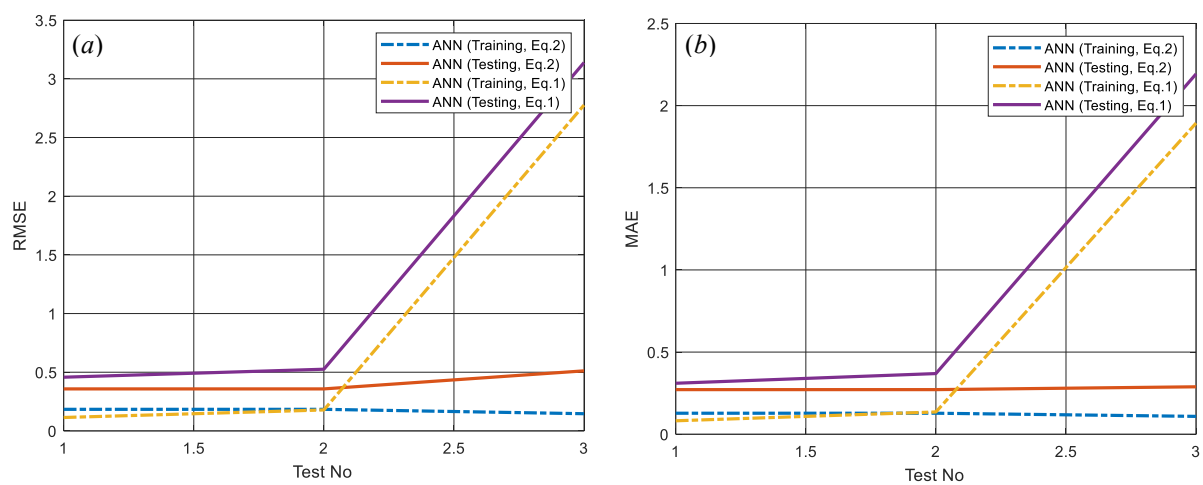 (a)
3.5
3
2.5
2
1.5
1
0.5
0
RMSE
ANN (Training, Eq.2)
ANN (Testing, Eq.2)
ANN (Training, Eq.1)
ANN (Testing, Eq.1)
1
1.5
2
2.5
3
Test No
(b)
2.5
2
1.5
1
0.5
0
MAE
ANN (Training, Eq.2)
ANN (Testing, Eq.2)
ANN (Training, Eq.1)
ANN (Testing, Eq.1)
1
1.5
2
2.5
3
Test No